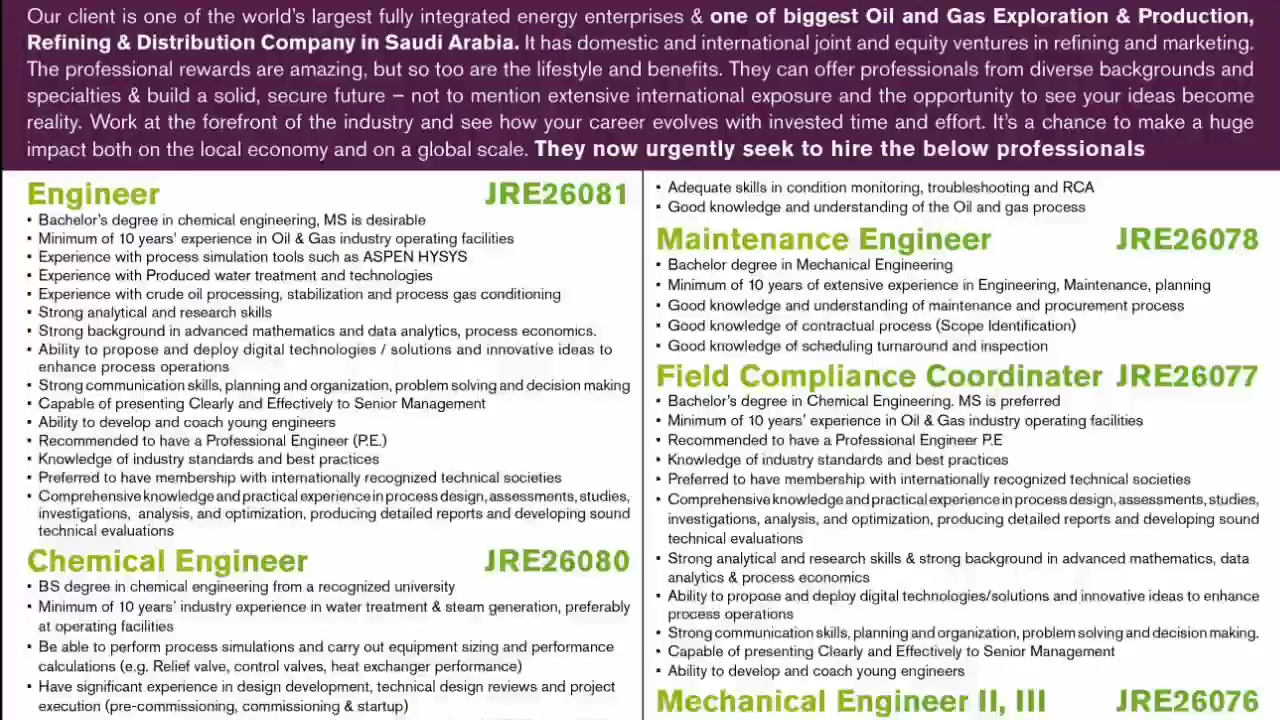 Our client is one of the world's largest fully integrated energy enterprises & one of biggest Oil and Gas Exploration & Production,
Refining & Distribution Company in Saudi Arabia. It has domestic and international joint and equity ventures in refining and marketing.
The professional rewards are amazing, but so too are the lifestyle and benefits. They can offer professionals from diverse backgrounds and
specialties & build a solid, secure future – not to mention extensive international exposure and the opportunity to see your ideas become
reality. Work at the forefront of the industry and see how your career evolves with invested time and effort. It's a chance to make a huge
impact both on the local economy and on a global scale. They now urgently seek to hire the below professionals
Engineer JRE26081
• Bachelor's degree in chemical engineering, MS is desirable
• Minimum of 10 years' experience in Oil & Gas industry operating facilities
• Experience with process simulation tools such as ASPEN HYSYS
• Experience with Produced water treatment and technologies
• Experience with crude oil processing, stabilization and process gas conditioning
• Strong analytical and research skills
• Strong background in advanced mathematics and data analytics, process economics.
• Ability to propose and deploy digital technologies / solutions and innovative ideas to
enhance process operations
• Strong communication skills, planning and organization, problem solving and decision making
• Capable of presenting Clearly and Effectively to Senior Management
• Ability to develop and coach young engineers
• Recommended to have a Professional Engineer (P.E.)
• Knowledge of industry standards and best practices
• Preferred to have membership with internationally recognized technical societies
• Comprehensive knowledge and practical experience in process design, assessments, studies,
investigations, analysis, and optimization, producing detailed reports and developing sound
technical evaluations
Chemical Engineer JRE26080
• BS degree in chemical engineering from a recognized university
• Minimum of 10 years' industry experience in water treatment & steam generation, preferably
at operating facilities
• Be able to perform process simulations and carry out equipment sizing and performance
calculations (e.g. Relief valve, control valves, heat exchanger performance)
• Have significant experience in design development, technical design reviews and project
execution (pre-commissioning, commissioning & startup)
• Adequate skills in condition monitoring, troubleshooting and RCA
• Good knowledge and understanding of the Oil and gas process
Maintenance Engineer JRE26078
• Bachelor degree in Mechanical Engineering
• Minimum of 10 years of extensive experience in Engineering, Maintenance, planning
• Good knowledge and understanding of maintenance and procurement process
• Good knowledge of contractual process (Scope Identification)
• Good knowledge of scheduling turnaround and inspection
Field Compliance Coordinater JRE26077
• Bachelor's degree in Chemical Engineering. MS is preferred
• Minimum of 10 years' experience in Oil & Gas industry operating facilities
• Recommended to have a Professional Engineer P.E
• Knowledge of industry standards and best practices
• Preferred to have membership with internationally recognized technical societies
• Comprehensive knowledge and practical experience in process design, assessments, studies,
investigations, analysis, and optimization, producing detailed reports and developing sound
technical evaluations
• Strong analytical and research skills & strong background in advanced mathematics, data
analytics & process economics
• Ability to propose and deploy digital technologies/solutions and innovative ideas to enhance
process operations
• Strong communication skills, planning and organization, problem solving and decision making.
• Capable of presenting Clearly and Effectively to Senior Management
• Ability to develop and coach young engineers
Mechanical Engineer II, III JRE26076